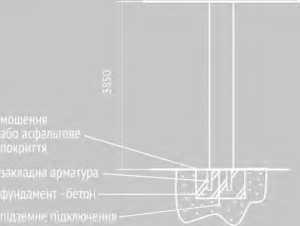 3850
мощення
або асфальтове
покриття
закладна арматура
фундамент - бетон
підземне підключення